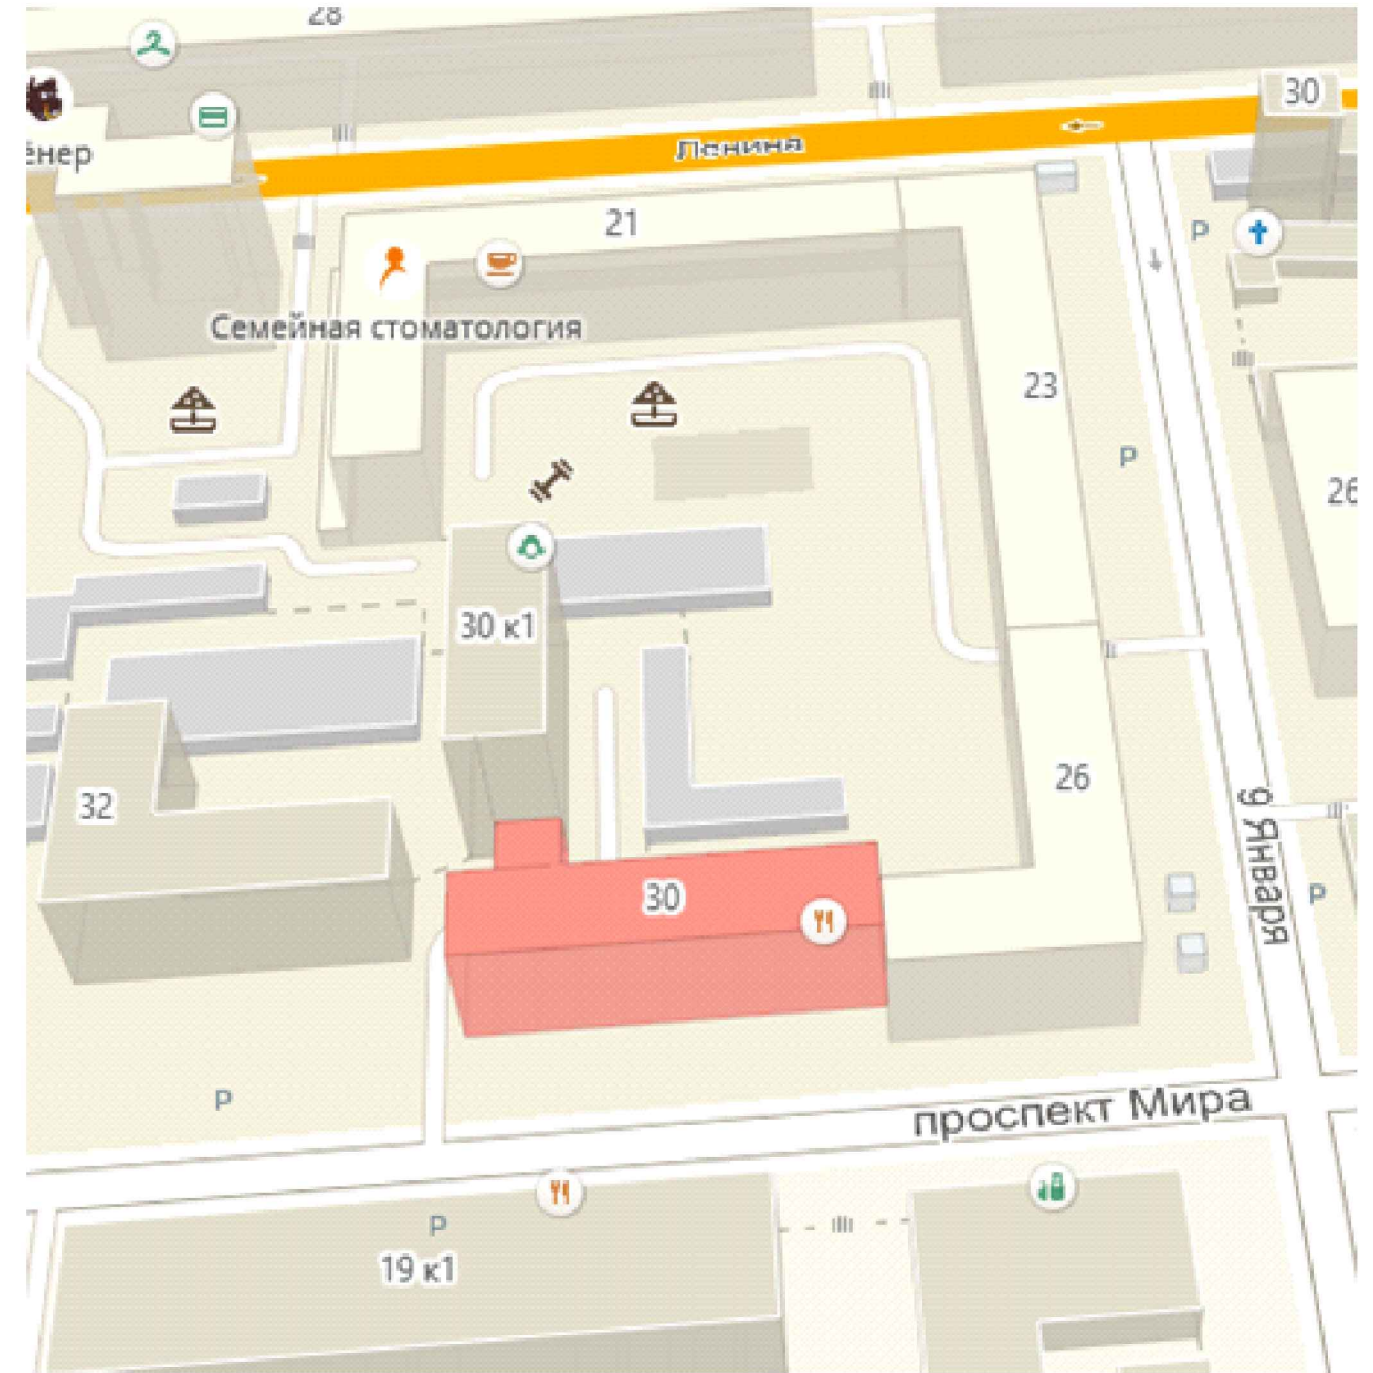 28
30
ёнер
Ленина
21
P
Семейная стоматология
23
P
26
30 к1
26
32
9 Января
30
P
P
проспект Мира
P
19 к1